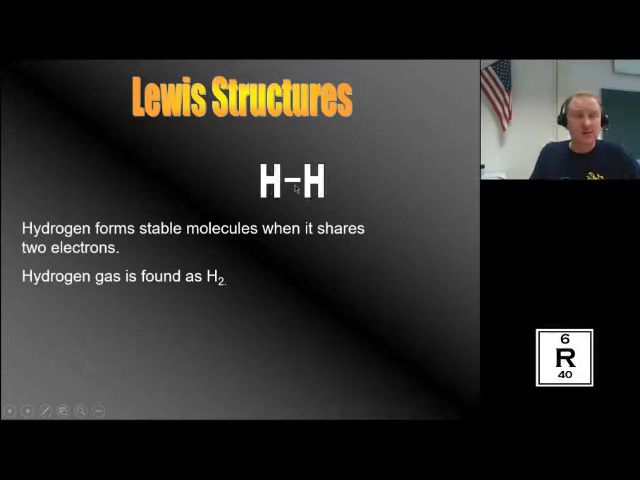 Lewis Structures
H–H
Hydrogen forms stable molecules when it shares
two electrons.
Hydrogen gas is found as H₂.
6
R
40